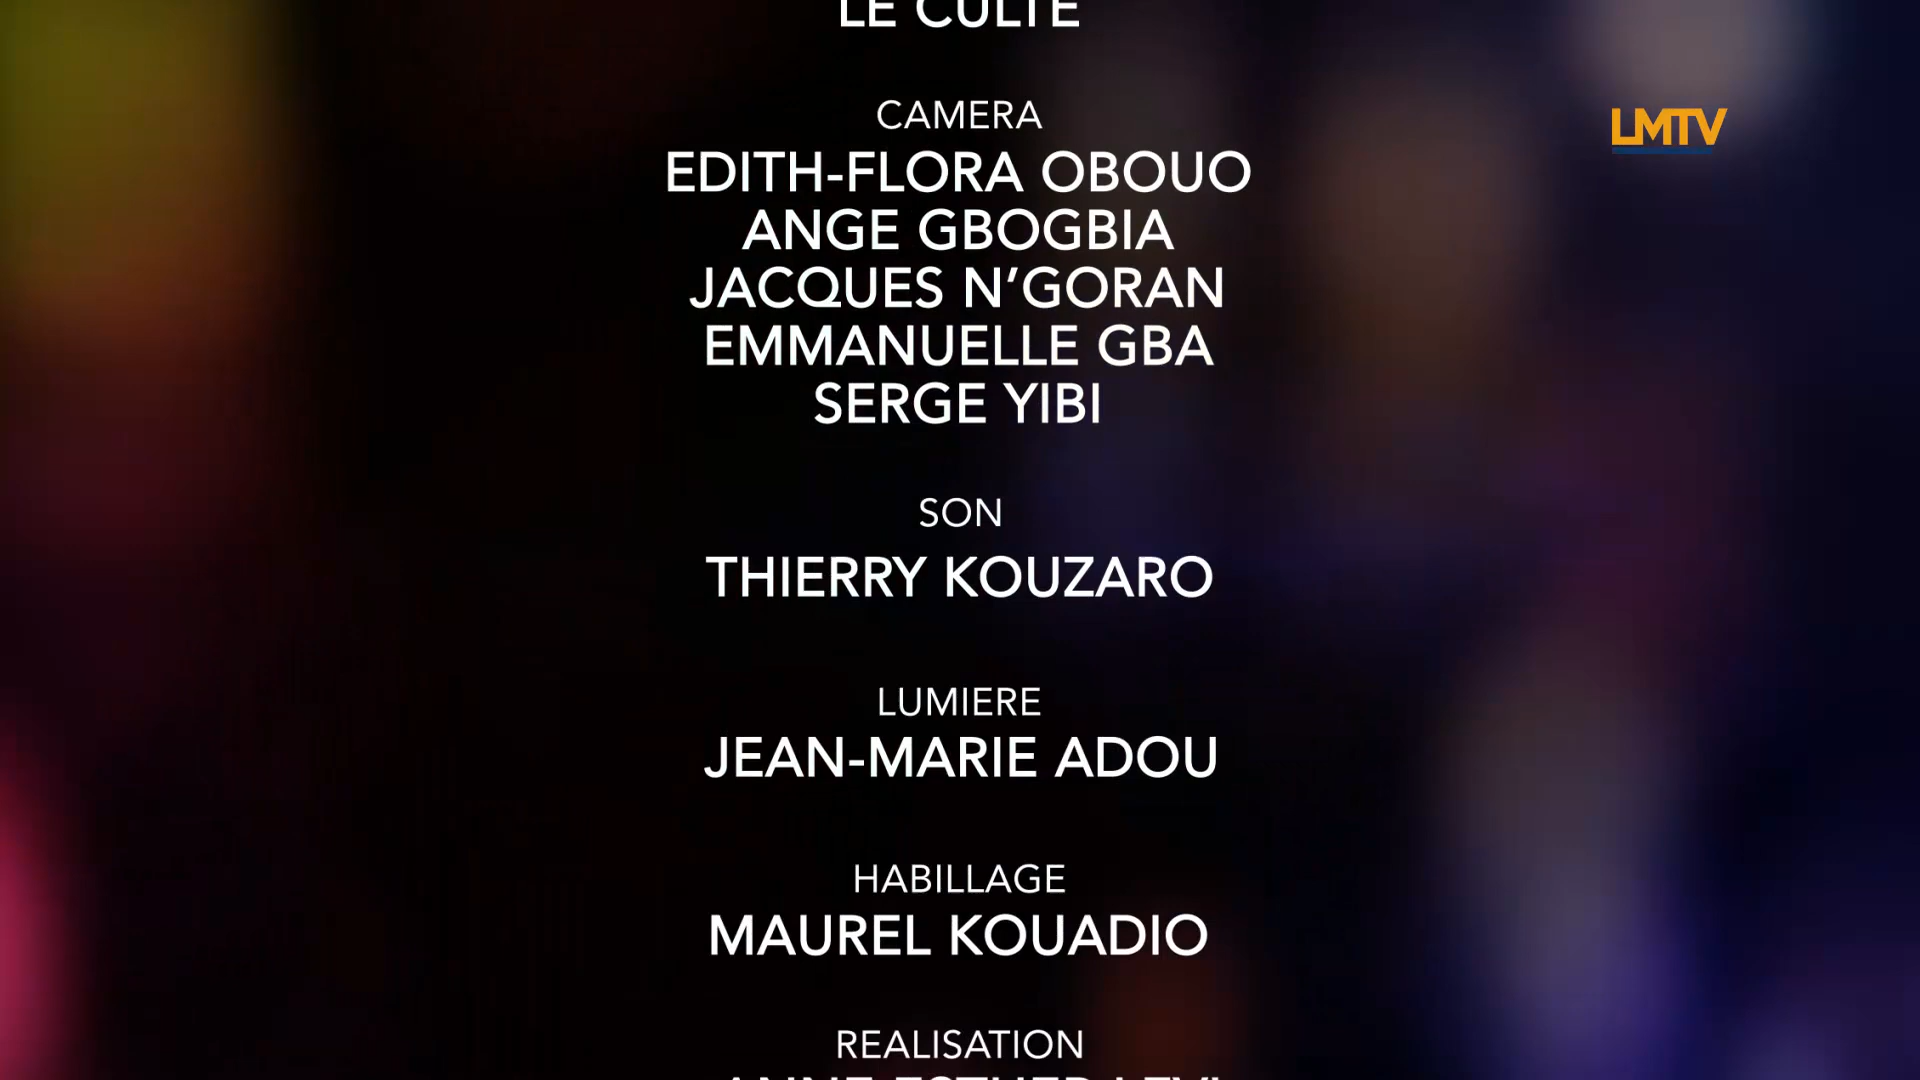 LE CULTE
CAMERA
LMTV
EDITH-FLORA OBOUO
ANGE GBOGBIA
JACQUES N’GORAN
EMMANUELLE GBA
SERGE YIBI
SON
THIERRY KOUZARO
LUMIERE
JEAN-MARIE ADOU
HABILLAGE
MAUREL KOUADIO
REALISATION